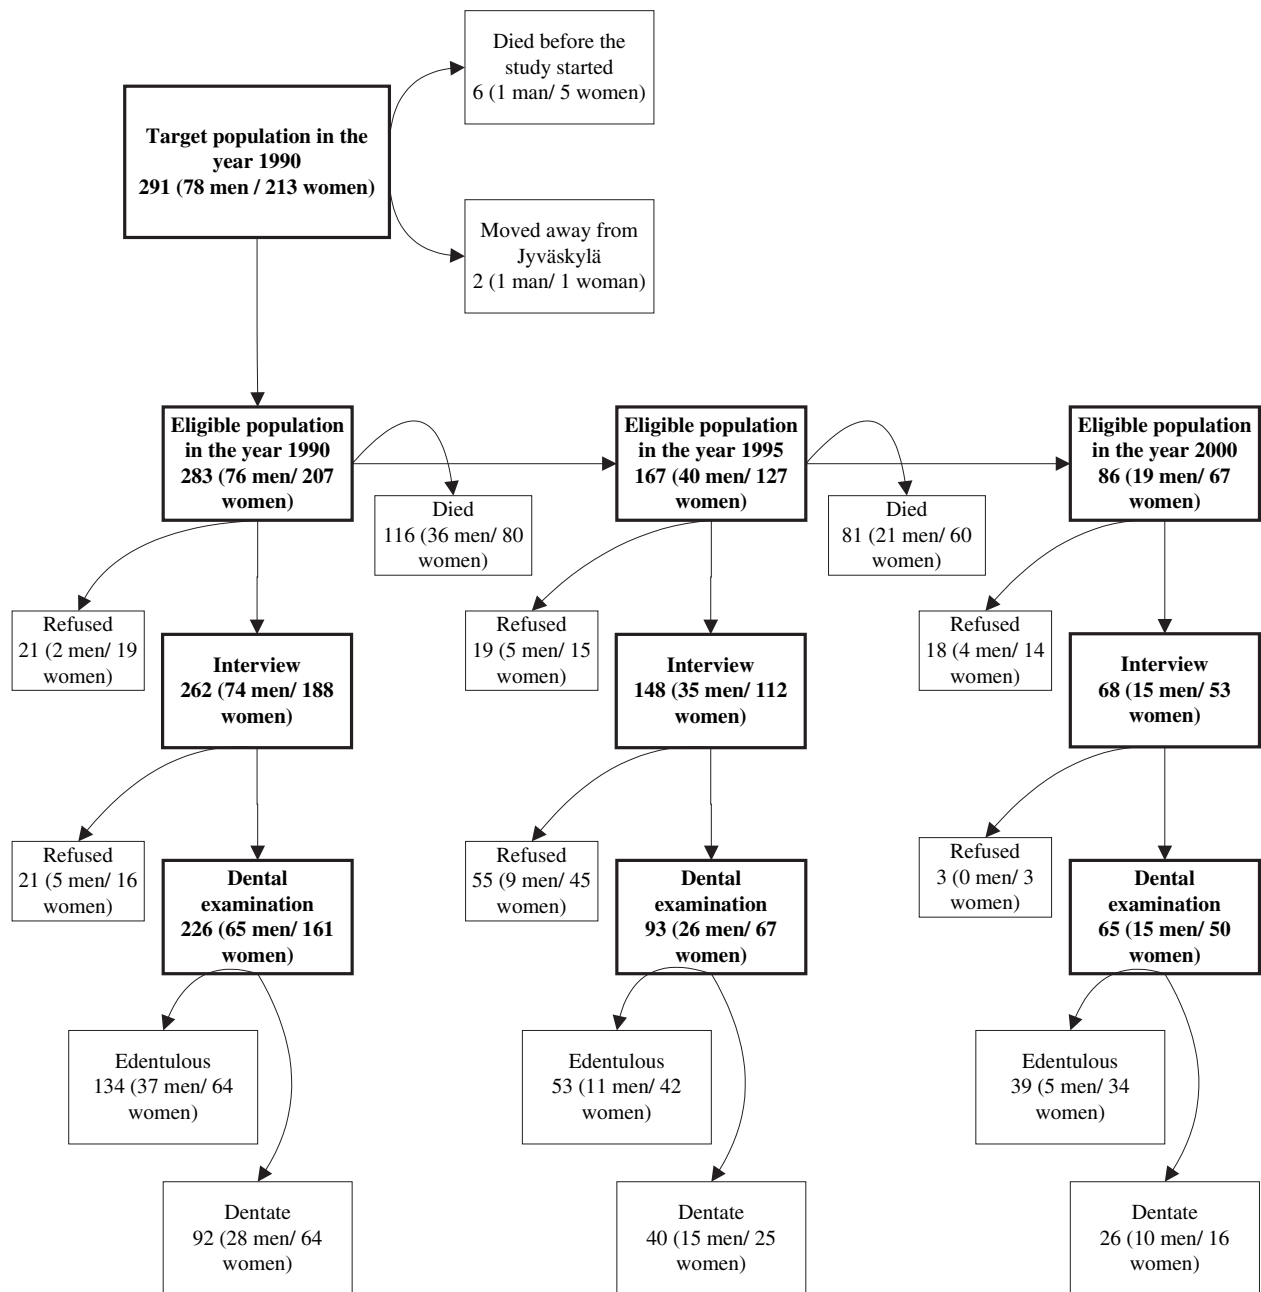 Died before the
study started
6 (1 man/ 5 women)
Target population in the
year 1990
291 (78 men / 213 women)
Moved away from
Jyväskylä
2 (1 man/ 1 woman)
Eligible population
in the year 1990
283 (76 men/ 207
women)
Died
116 (36 men/ 80
women)
Eligible population
in the year 1995
167 (40 men/ 127
women)
Died
81 (21 men/ 60
women)
Eligible population
in the year 2000
86 (19 men/ 67
women)
Refused
21 (2 men/ 19
women)
Interview
262 (74 men/ 188
women)
Refused
19 (5 men/ 15
women)
Interview
148 (35 men/ 112
women)
Refused
18 (4 men/ 14
women)
Interview
68 (15 men/ 53
women)
Refused
21 (5 men/ 16
women)
Dental
examination
226 (65 men/ 161
women)
Refused
55 (9 men/ 45
women)
Dental
examination
93 (26 men/ 67
women)
Refused
3 (0 men/ 3
women)
Dental
examination
65 (15 men/ 50
women)
Edentulous
134 (37 men/ 64
women)
Edentulous
53 (11 men/ 42
women)
Edentulous
39 (5 men/ 34
women)
Dentate
92 (28 men/ 64
women)
Dentate
40 (15 men/ 25
women)
Dentate
26 (10 men/ 16
women)